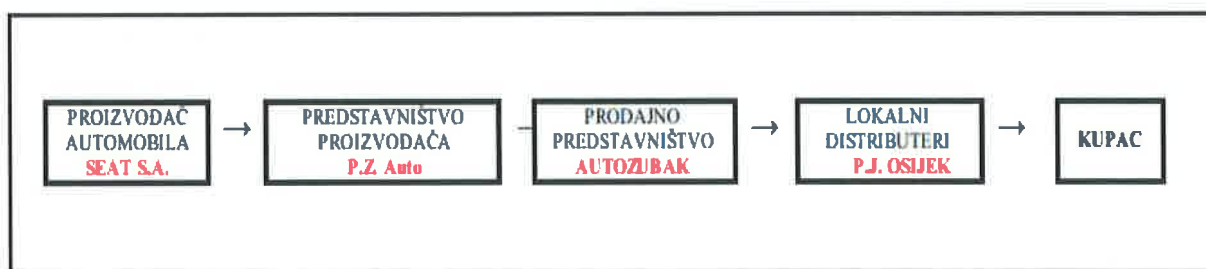 PROIZVOĐAČ
AUTOMOBILA
SEAT S.A.
→
PREDSTAVNIŠTVO
PROIZVOĐAČA
P.Z. Auto
PRODAJNO
PREDSTAVNIŠTVO
AUTOZUBAK
→
LOKALNI
DISTRIBUTERI
P.J. OSIJEK
→
KUPAC